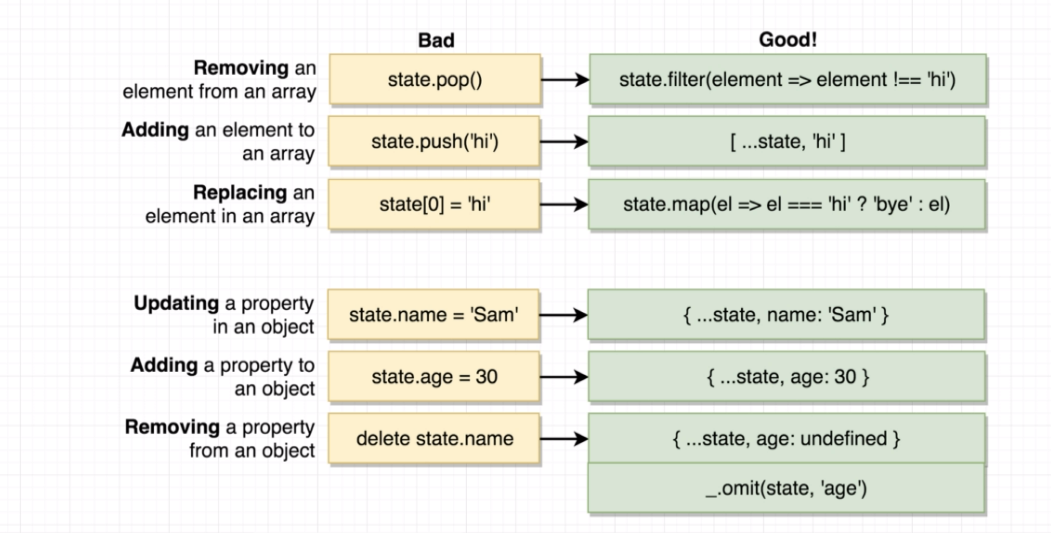 Bad
Good!
Removing an
element from an array
state.pop()
state.filter(element => element !== 'hi')
Adding an element to
an array
state.push('hi')
[ ...state, 'hi' ]
Replacing an
element in an array
state[0] = 'hi'
state.map(el => el === 'hi' ? 'bye' : el)
Updating a property
in an object
state.name = 'Sam'
{ ...state, name: 'Sam' }
Adding a property to
an object
state.age = 30
{ ...state, age: 30 }
Removing a property
from an object
delete state.name
{ ...state, age: undefined }
_.omit(state, 'age')